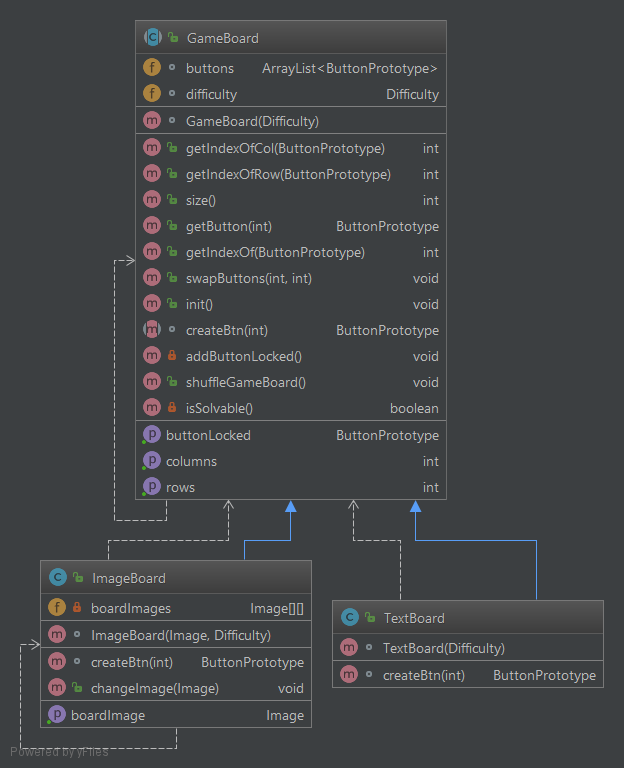 GameBoard
buttons ArrayList<ButtonPrototype>
difficulty Difficulty
GameBoard(Difficulty)
getIndexOfCol(ButtonPrototype) int
getIndexOfRow(ButtonPrototype) int
size() int
getButton(int) ButtonPrototype
getIndexOf(ButtonPrototype) int
swapButtons(int, int) void
init() void
createBtn(int) ButtonPrototype
addButtonLocked() void
shuffleGameBoard() void
isSolvable() boolean
buttonLocked ButtonPrototype
columns int
rows int
ImageBoard
boardImages Image[][]
ImageBoard(Image, Difficulty)
createBtn(int) ButtonPrototype
changeImage(Image) void
boardImage Image
TextBoard
TextBoard(Difficulty)
createBtn(int) ButtonPrototype
Powered by yFiles